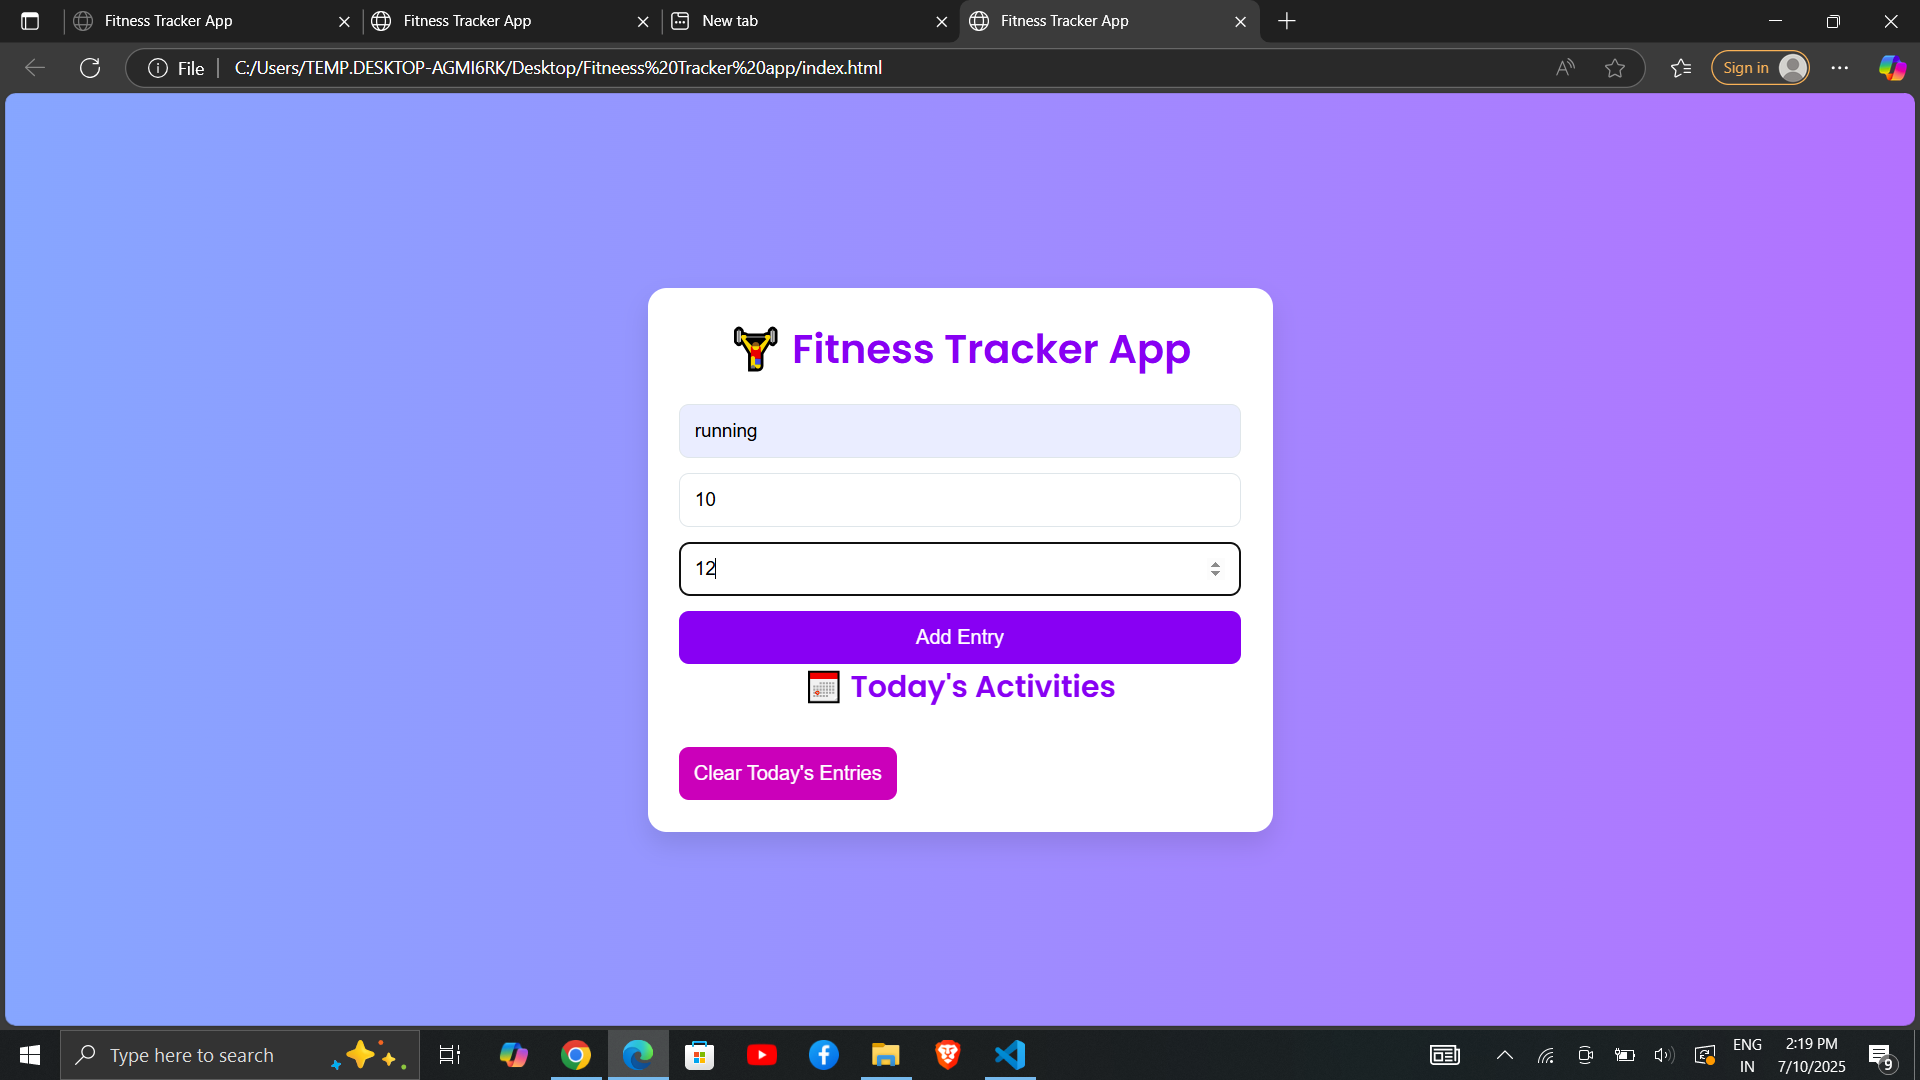 Fitness Tracker App
Fitness Tracker App
New tab
Fitness Tracker App
File
C:/Users/TEMP.DESKTOP-AGMI6RK/Desktop/Fitneess%20Tracker%20app/index.html
Sign in
Fitness Tracker App
running
10
12
Add Entry
Today's Activities
Clear Today's Entries
Type here to search
ENG
IN
2:19 PM
7/10/2025
9